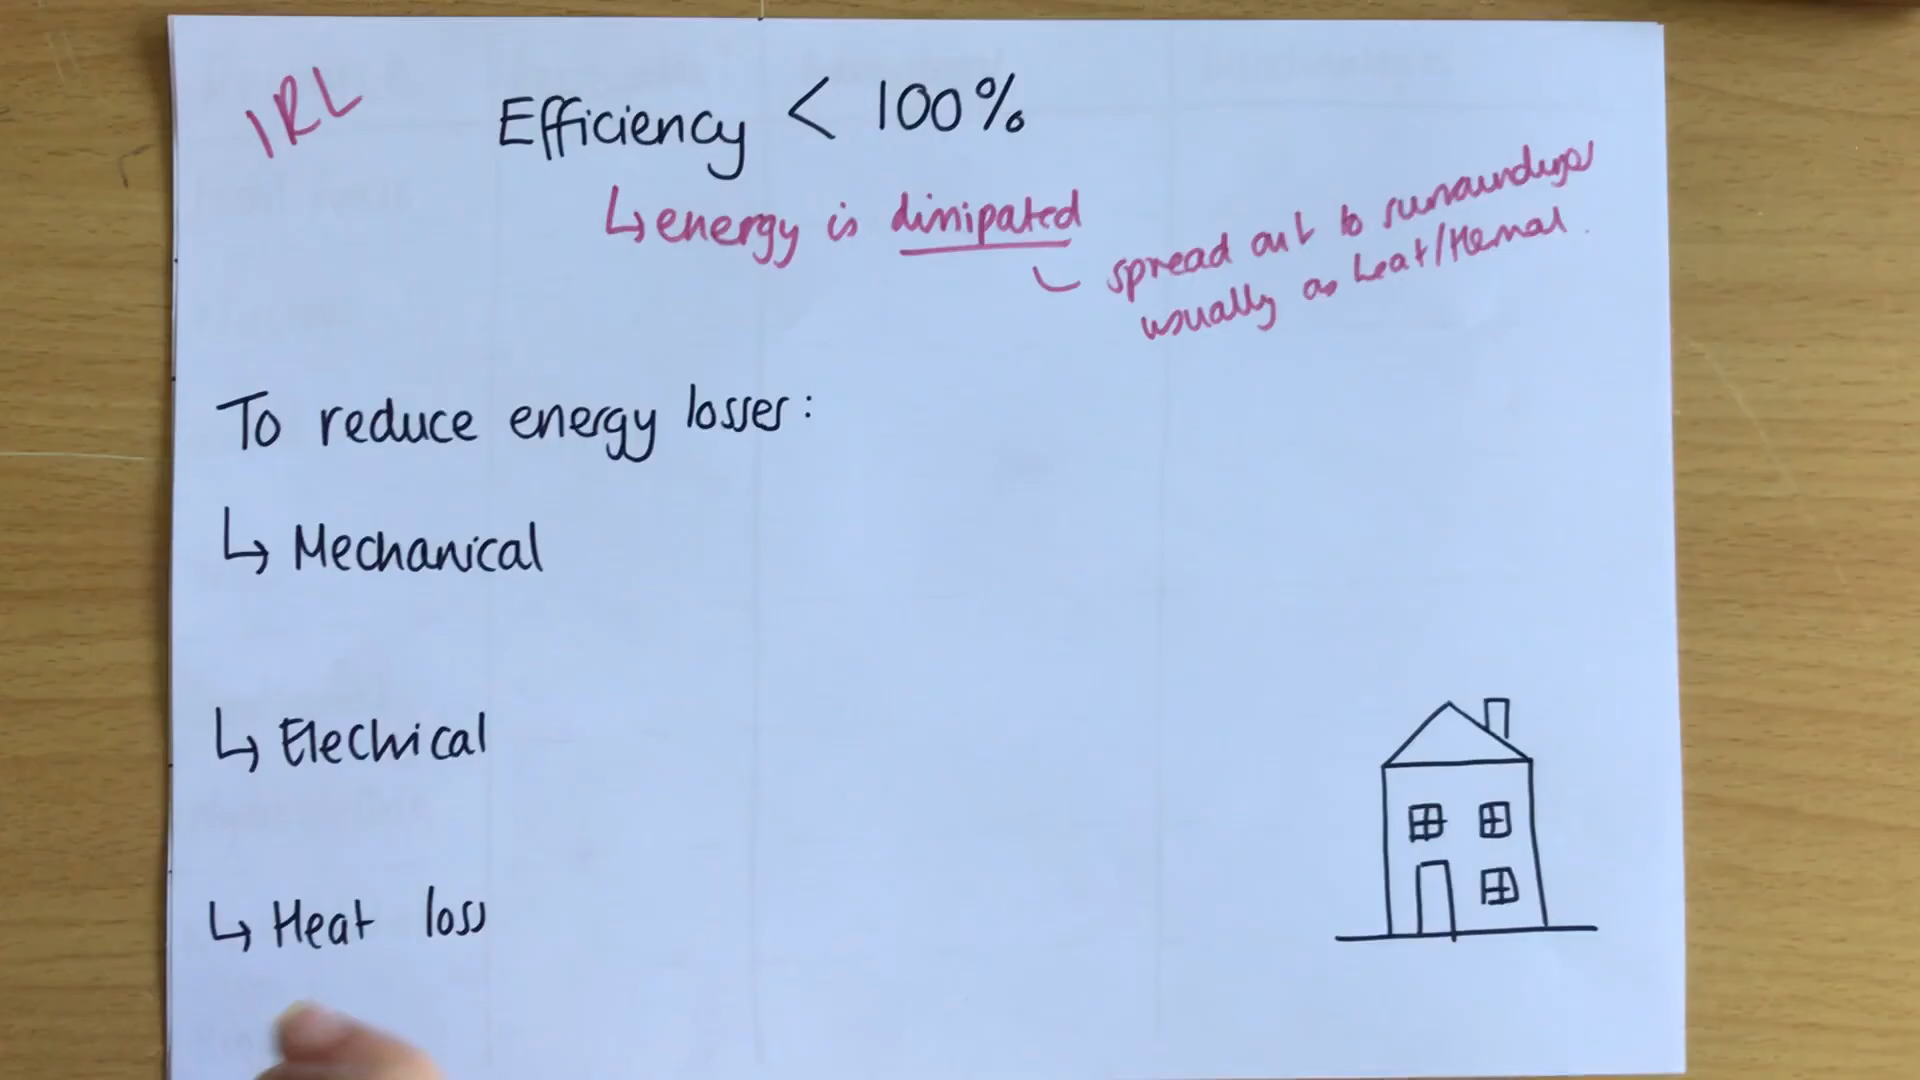 IRL
Efficiency < 100%
↳ energy is dissipated
spread out to surroundings
usually as heat/thermal.
To reduce energy losses:
↳ Mechanical
↳ Electrical
↳ Heat loss